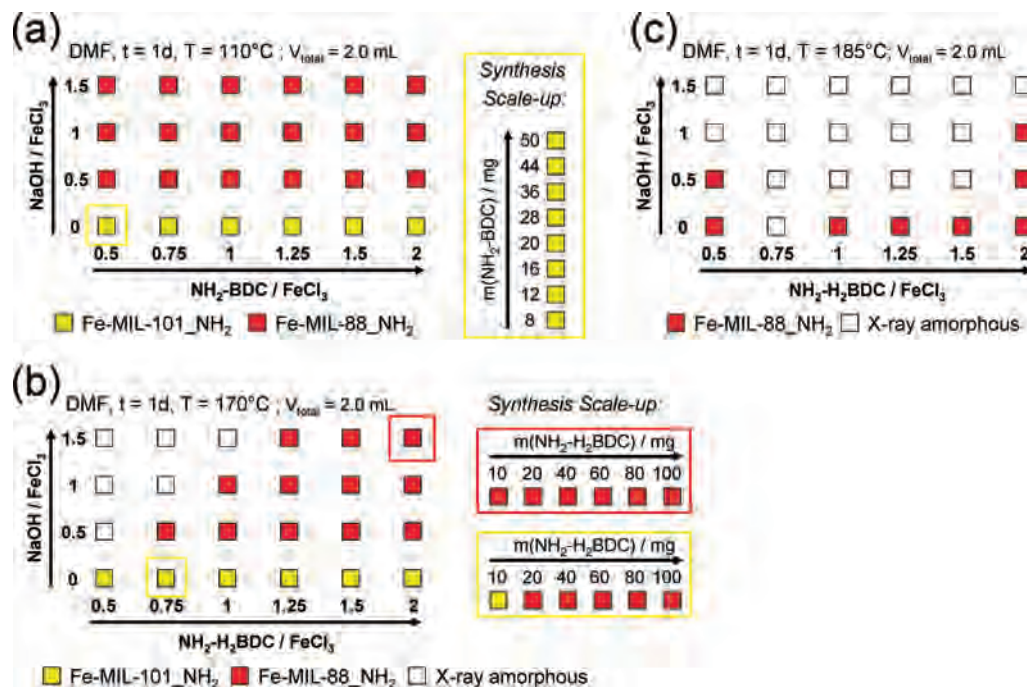 (a)
DMF, t = 1d, T = 110°C ; V_total = 2.0 mL
NaOH / FeCl₃
1.5
1
0.5
0
0.5 0.75 1 1.25 1.5 2
NH₂-BDC / FeCl₃
Fe-MIL-101_NH₂ Fe-MIL-88_NH₂
Synthesis
Scale-up:
m(NH₂-BDC) / mg
50
44
36
28
20
16
12
8
(c)
DMF, t = 1d, T = 185°C ; V_total = 2.0 mL
NaOH / FeCl₃
1.5
1
0.5
0
0.5 0.75 1 1.25 1.5 2
NH₂-H₂BDC / FeCl₃
Fe-MIL-88_NH₂ X-ray amorphous
(b)
DMF, t = 1d, T = 170°C ; V_total = 2.0 mL
NaOH / FeCl₃
1.5
1
0.5
0
0.5 0.75 1 1.25 1.5 2
NH₂-H₂BDC / FeCl₃
Fe-MIL-101_NH₂ Fe-MIL-88_NH₂ X-ray amorphous
Synthesis Scale-up:
m(NH₂-H₂BDC) / mg
10 20 40 60 80 100
m(NH₂-H₂BDC) / mg
10 20 40 60 80 100